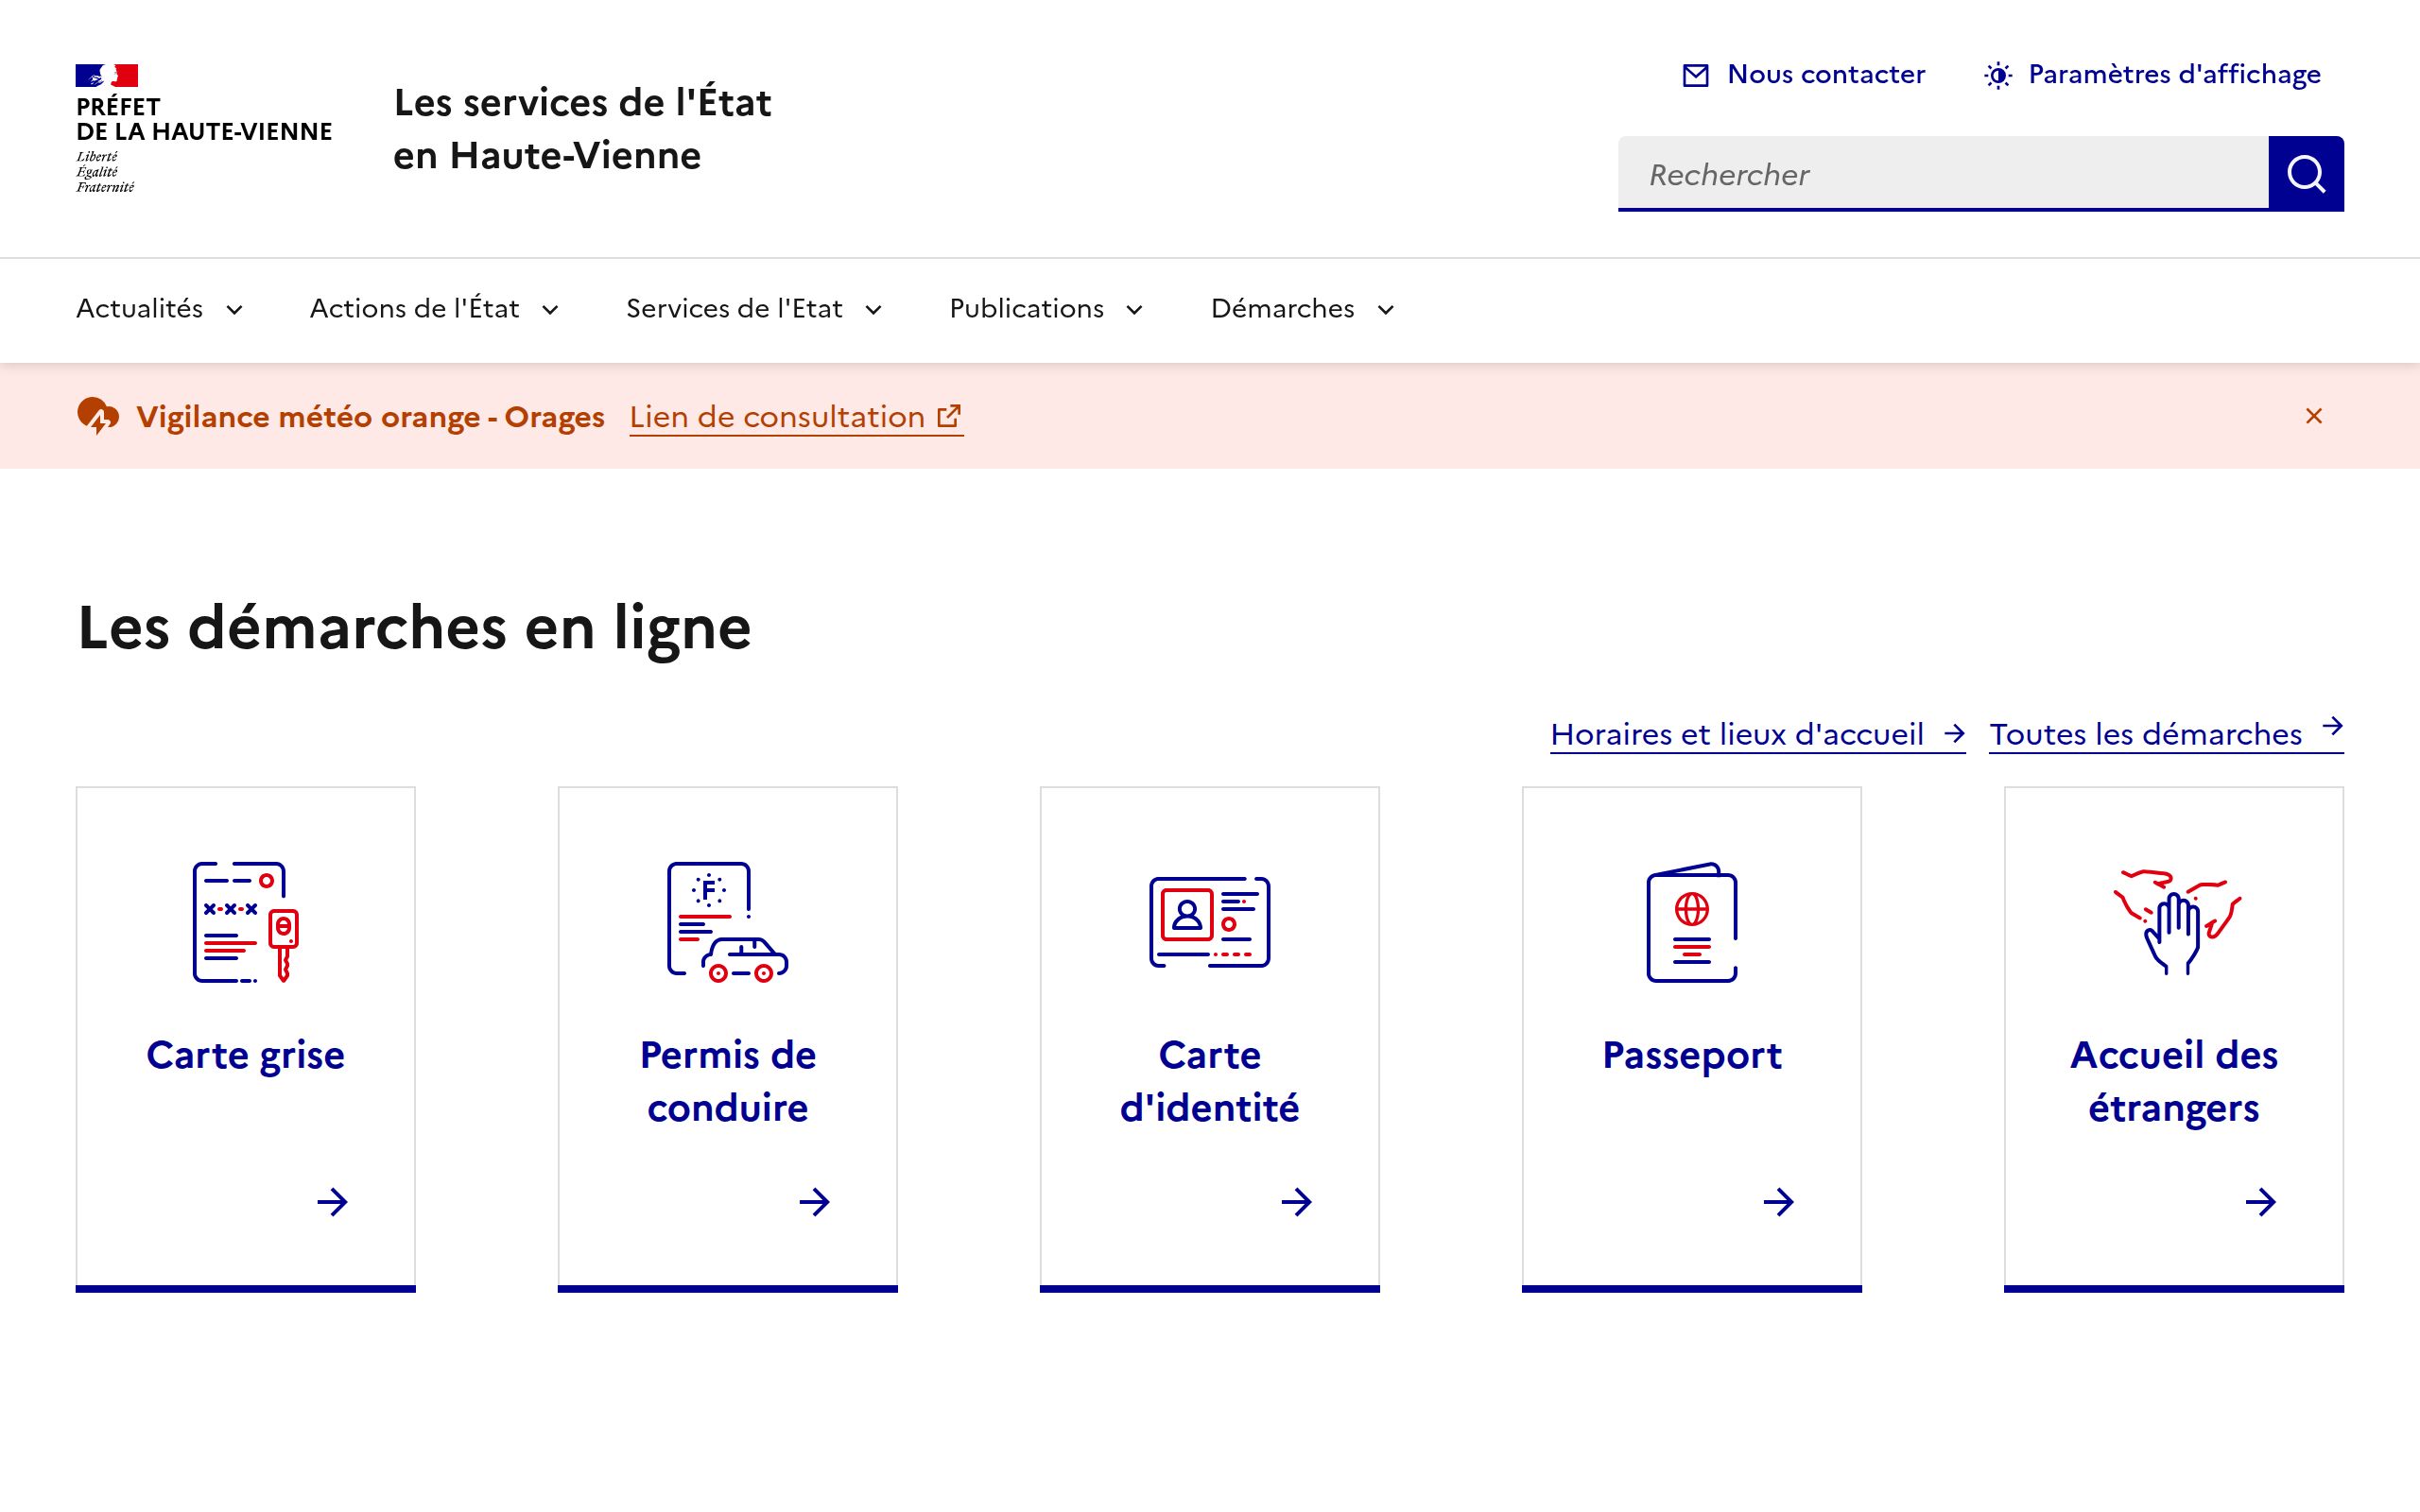 PRÉFET
DE LA HAUTE-VIENNE
Liberté
Égalité
Fraternité
Les services de l'État
en Haute-Vienne
Nous contacter
Paramètres d'affichage
Rechercher
Actualités
Actions de l'État
Services de l'Etat
Publications
Démarches
Vigilance météo orange - Orages Lien de consultation
Les démarches en ligne
Horaires et lieux d'accueil
Toutes les démarches
Carte grise
F
Permis de
conduire
Carte
d'identité
Passeport
Accueil des
étrangers